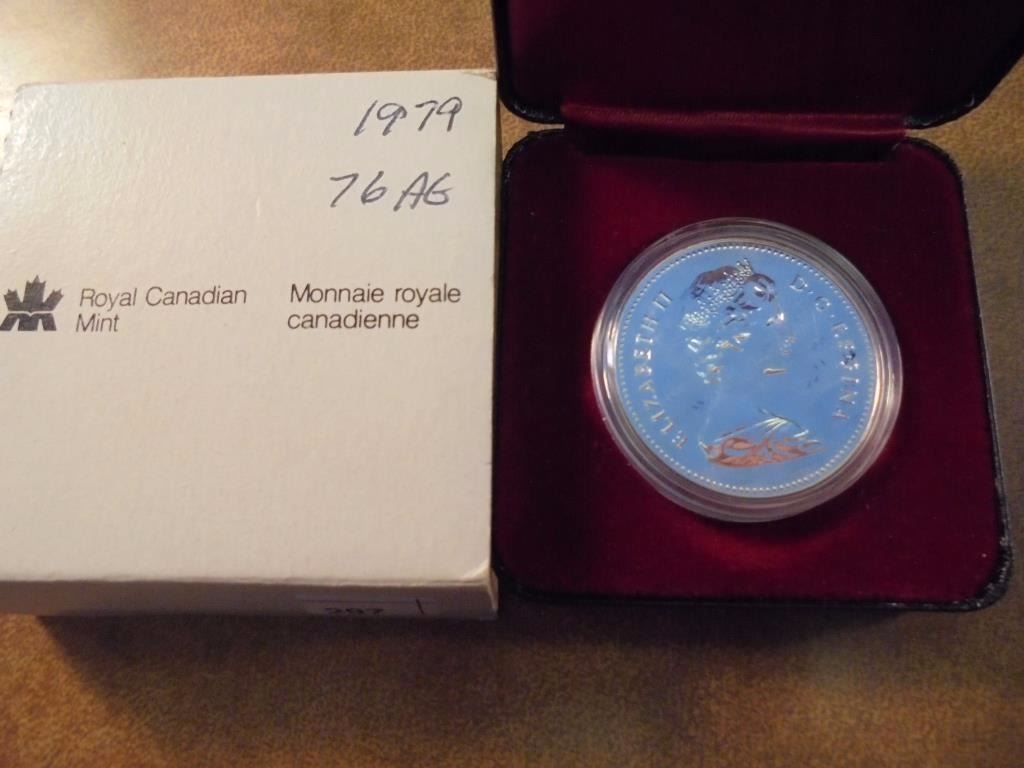 1979
76 AG
Royal Canadian
Mint
Monnaie royale
canadienne
ELIZABETH II D·G·REGINA